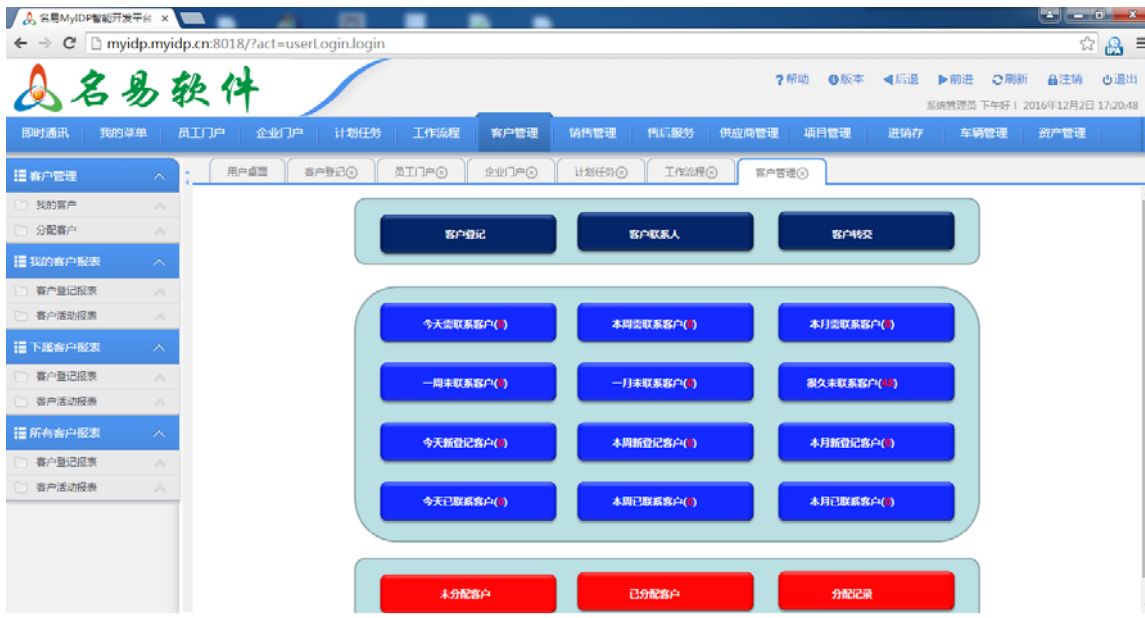 名易MyIDP智能开发平台 ×
myidp.myidp.cn:8018/?act=userLogin.login
名易软件
帮助 版本 后退 前进 刷新 注销 退出
系统管理员 下午好! 2016年12月2日 17:20:48
即时通讯 我的菜单 员工门户 企业门户 计划任务 工作流程 客户管理 销售管理 售后服务 供应商管理 项目管理 进销存 车辆管理 资产管理
用户桌面 客户登记 员工门户 企业门户 计划任务 工作流程 客户管理
客户管理
我的客户
分配客户
我的客户报表
客户登记报表
客户活动报表
下属客户报表
客户登记报表
客户活动报表
所有客户报表
客户登记报表
客户活动报表
客户登记 客户联系人 客户转交
今天需联系客户(0) 本周需联系客户(0) 本月需联系客户(0)
一周未联系客户(0) 一月未联系客户(0) 很久未联系客户(48)
今天新登记客户(0) 本周新登记客户(0) 本月新登记客户(0)
今天已联系客户(0) 本周已联系客户(0) 本月已联系客户(0)
未分配客户 已分配客户 分配记录